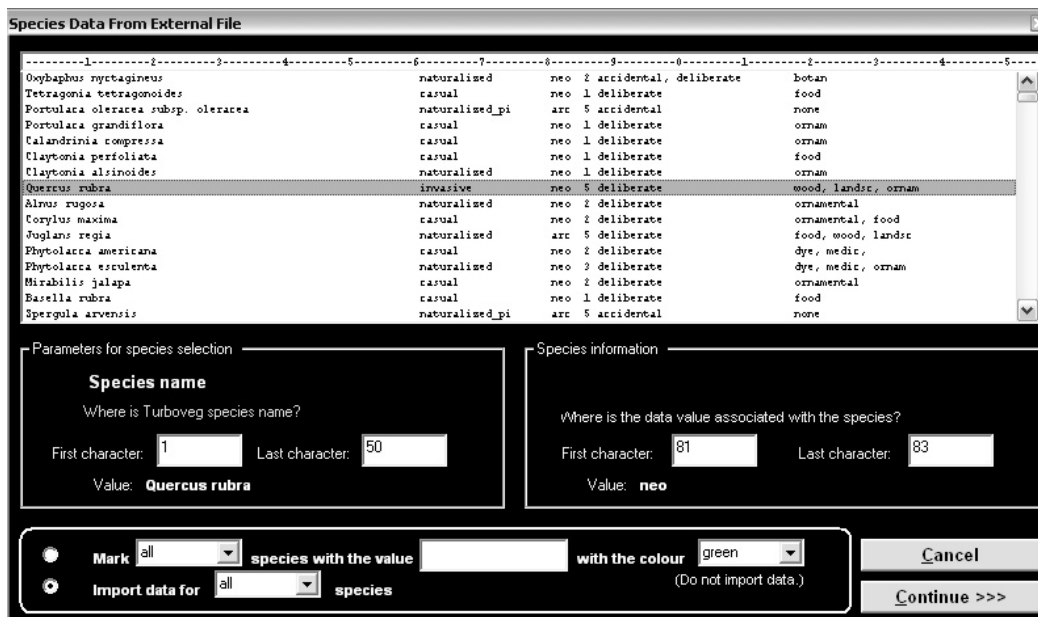 Species Data From External File
---------1---------2---------3---------4---------5---------6---------7---------8---------9---------0---------1---------2---------3---------4---------5-
Oxybaphus nyctagineus naturalized neo 2 accidental, deliberate botan
Tetragonia tetragonoides casual neo 1 deliberate food
Portulaca oleracea subsp. oleracea naturalized_pi arc 5 accidental none
Portulaca grandiflora casual neo 1 deliberate ornam
Calandrinia compressa casual neo 1 deliberate ornam
Claytonia perfoliata casual neo 1 deliberate food
Claytonia alsinoides naturalized neo 1 deliberate ornam
Quercus rubra invasive neo 5 deliberate wood, landsc, ornam
Alnus rugosa naturalized neo 2 deliberate ornamental
Corylus maxima casual neo 2 deliberate ornamental, food
Juglans regia naturalized arc 5 deliberate food, wood, landsc
Phytolacca americana casual neo 2 deliberate dye, medic,
Phytolacca esculenta naturalized neo 3 deliberate dye, medic, ornam
Mirabilis jalapa casual neo 2 deliberate ornamental
Basella rubra casual neo 1 deliberate food
Spergula arvensis naturalized_pi arc 5 accidental none
Parameters for species selection
Species name
Where is Turboveg species name?
First character: 1 Last character: 50
Value: Quercus rubra
Species information
Where is the data value associated with the species?
First character: 81 Last character: 83
Value: neo
Mark all species with the value with the colour green
(Do not import data.)
Import data for all species
Cancel
Continue >>>